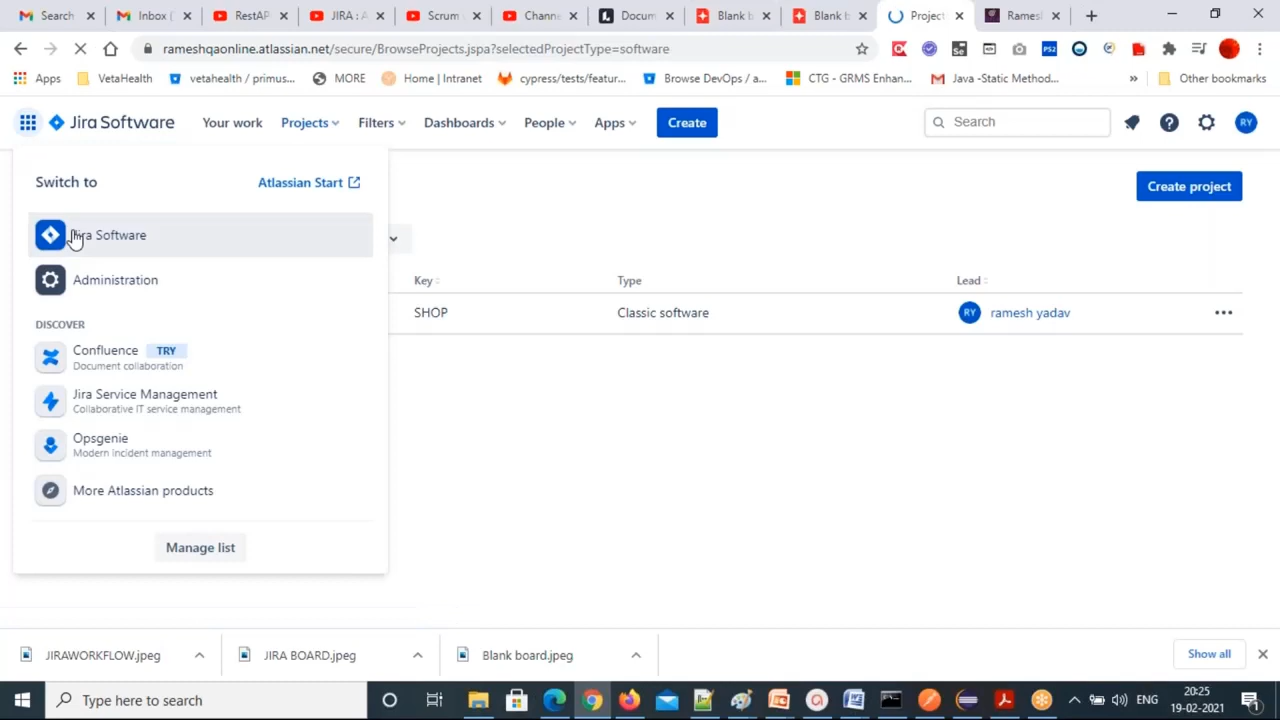 Search
Inbox (
RestAP
JIRA : A
Scrum
Channe
Docum
Blank b
Blank b
Project
Rames
rameshqaonline.atlassian.net/secure/BrowseProjects.jspa?selectedProjectType=software
Apps
VetaHealth
vetahealth / primus...
MORE
Home | Intranet
cypress/tests/featur...
Browse DevOps / a...
CTG - GRMS Enhan...
Java -Static Method...
»
Other bookmarks
Jira Software
Your work
Projects
Filters
Dashboards
People
Apps
Create
Search
RY
Switch to
Atlassian Start
Create project
Jira Software
Administration
Key
Type
Lead
SHOP
Classic software
RY
ramesh yadav
DISCOVER
Confluence TRY
Document collaboration
Jira Service Management
Collaborative IT service management
Opsgenie
Modern incident management
More Atlassian products
Manage list
JIRAWORKFLOW.jpeg
JIRA BOARD.jpeg
Blank board.jpeg
Show all
Type here to search
ENG
20:25
19-02-2021